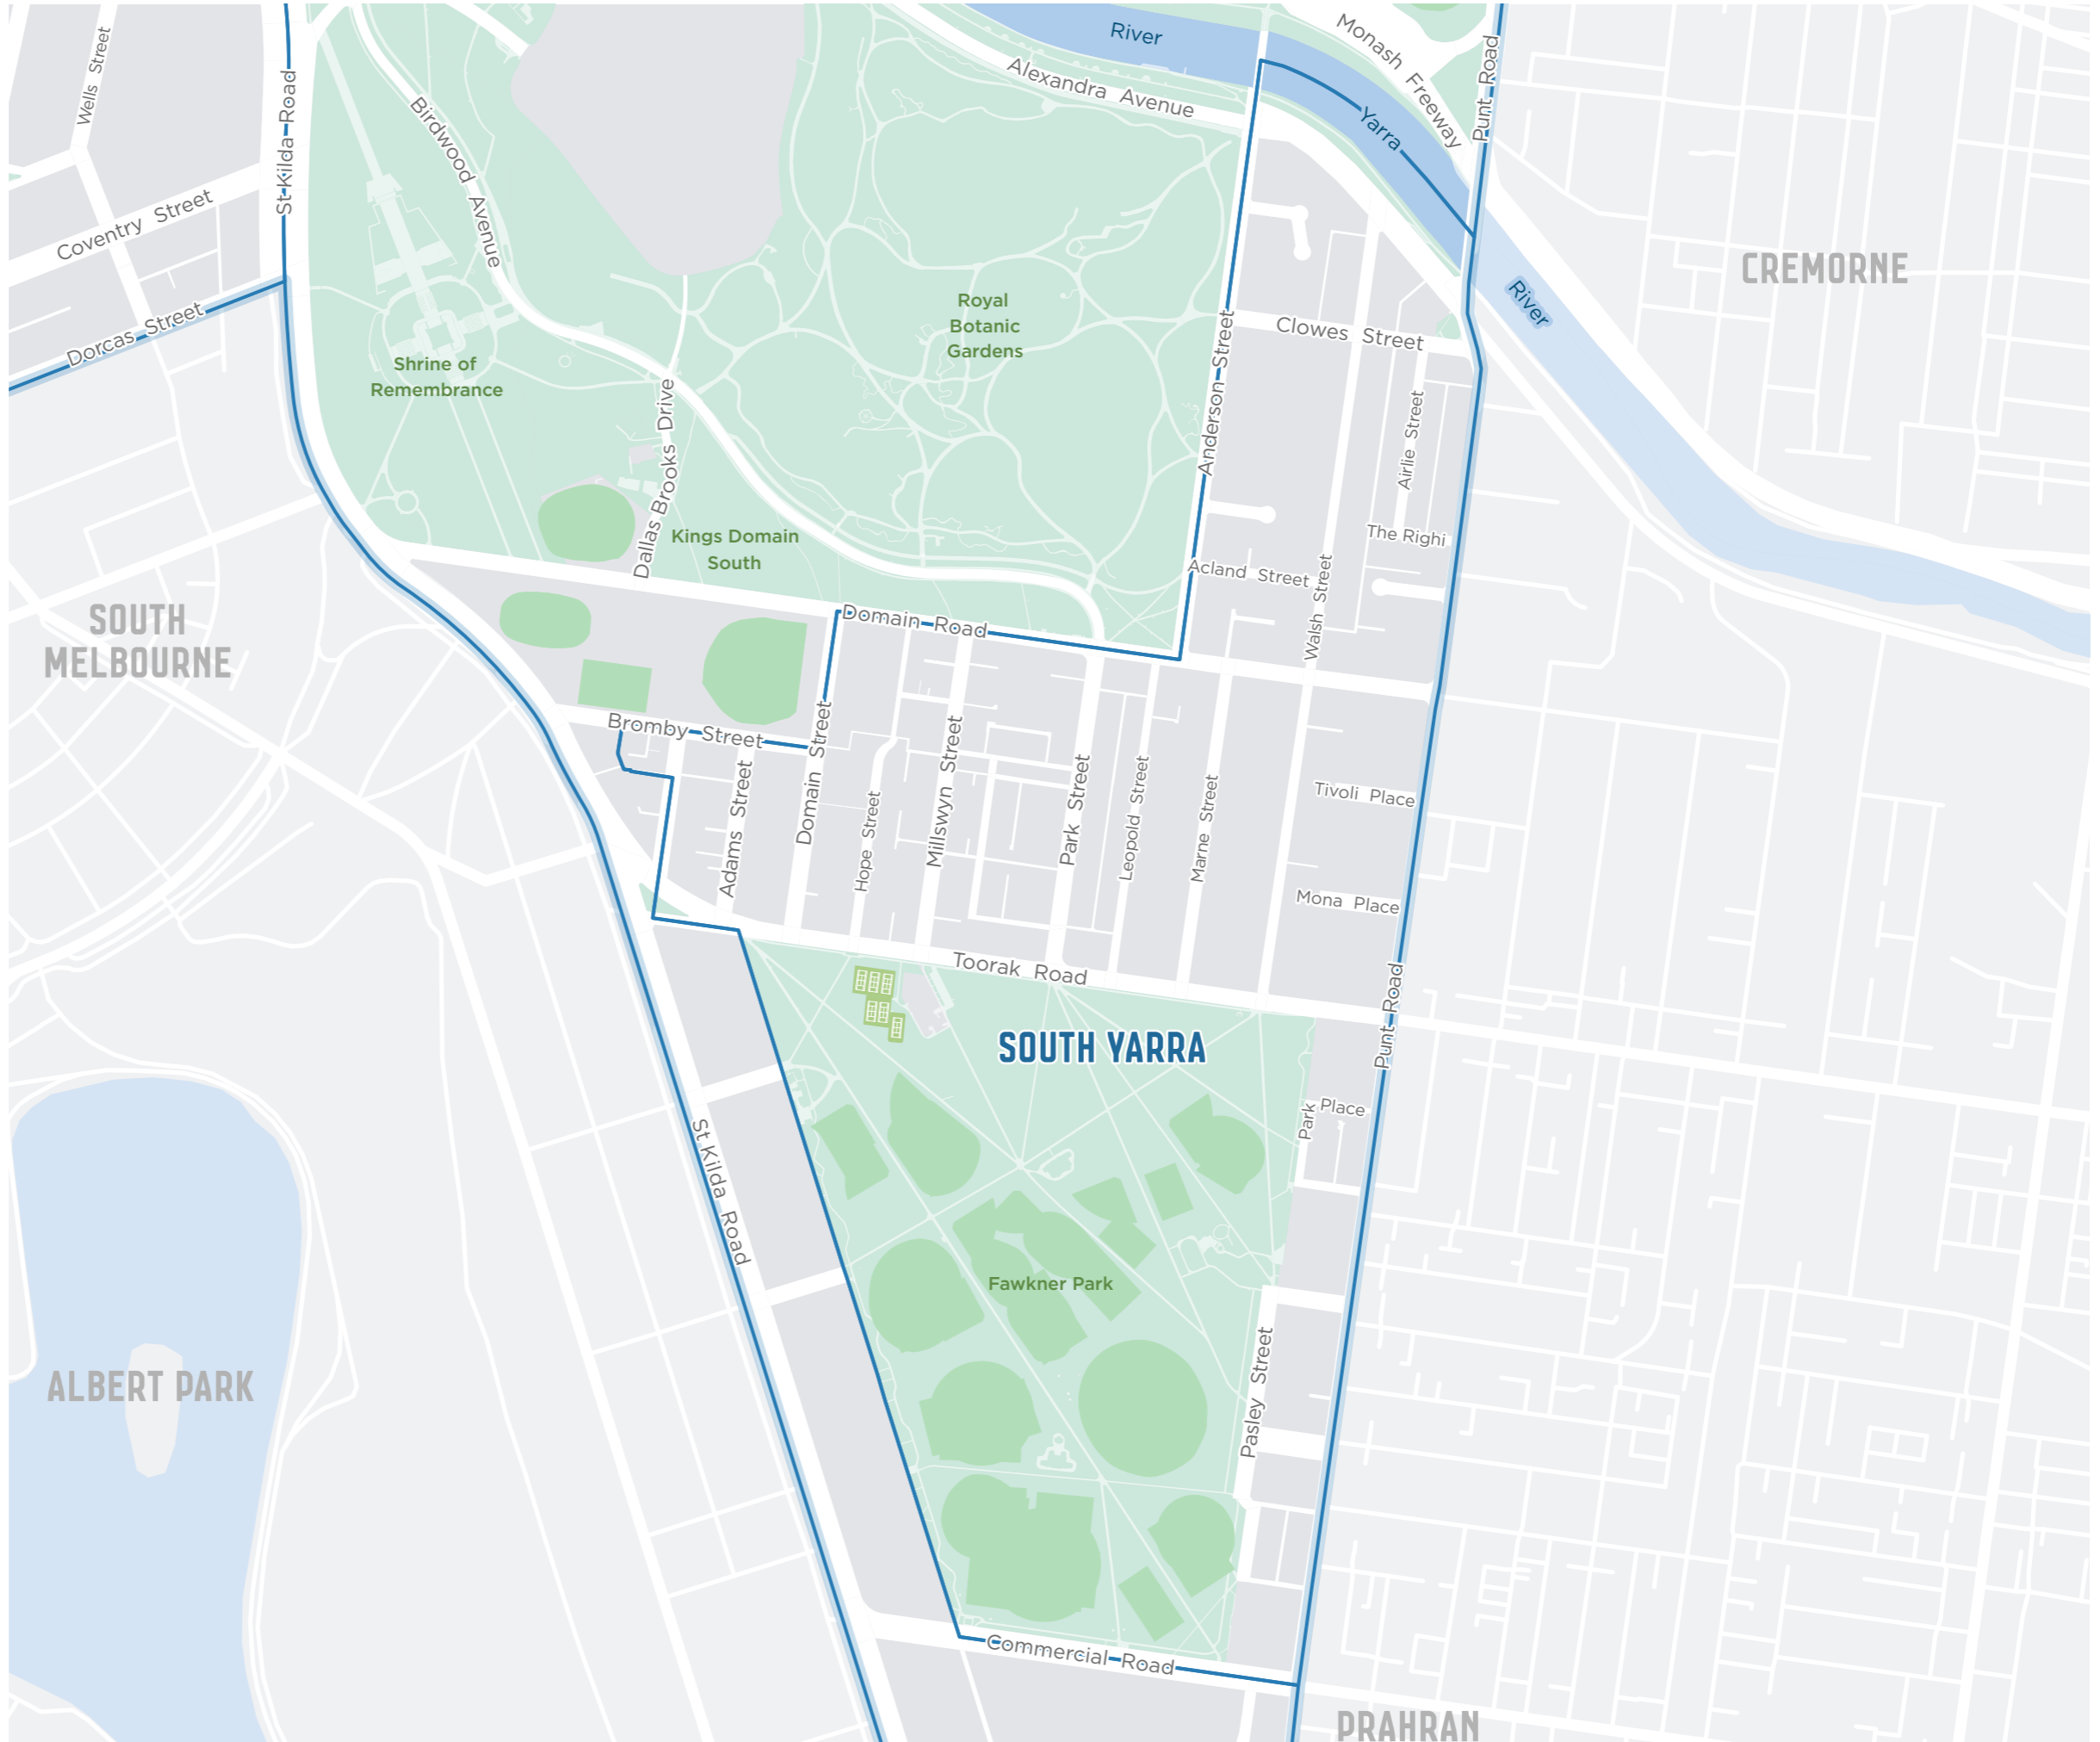 River
Monash Freeway
Punt Road
Wells Street
St Kilda Road
Alexandra Avenue
Birdwood Avenue
Yarra
Coventry Street
CREMORNE
Royal
Botanic
Gardens
River
Dorcas Street
Clowes Street
Shrine of
Remembrance
Dallas Brooks Drive
Anderson Street
Airlie Street
Kings Domain
South
The Righi
Acland Street
Walsh Street
SOUTH
MELBOURNE
Domain Road
Bromby Street
Adams Street
Domain Street
Hope Street
Millswyn Street
Park Street
Leopold Street
Marne Street
Tivoli Place
Mona Place
Toorak Road
Punt Road
SOUTH YARRA
Park Place
St Kilda Road
Fawkner Park
Pasley Street
ALBERT PARK
Commercial Road
PRAHRAN